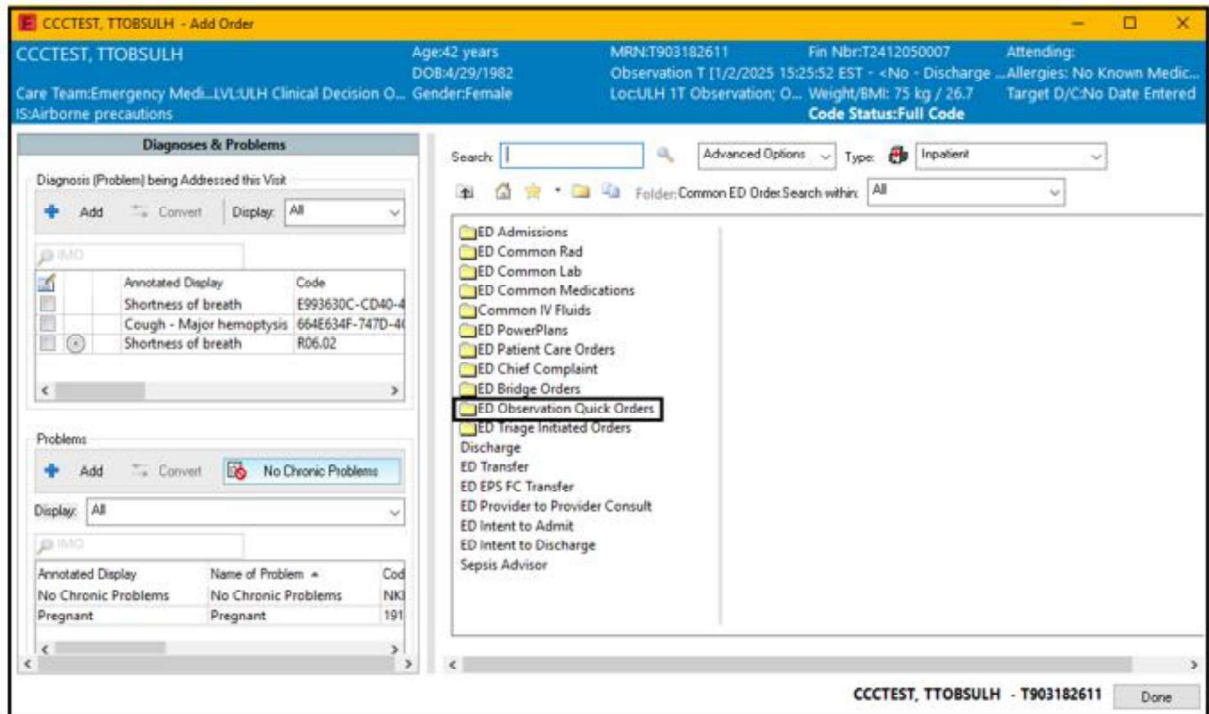 CCCTEST, TTOBSULH - Add Order
CCCTEST, TTOBSULH
Age:42 years
MRN:T903182611
Fin Nbr:T2412050007
Attending:
DOB:4/29/1982
Observation T [1/2/2025 15:25:52 EST - <No - Discharge ...
Allergies: No Known Medic...
Care Team:Emergency Medi...
LVL:ULH Clinical Decision O...
Gender:Female
Loc:ULH 1T Observation; O...
Weight/BMI: 75 kg / 26.7
Target D/C:No Date Entered
IS:Airborne precautions
Code Status:Full Code
Diagnoses & Problems
Diagnosis (Problem) being Addressed this Visit
Add Convert Display: All
IMO
Annotated Display Code
Shortness of breath E993630C-CD40-4
Cough - Major hemoptysis 664E634F-747D-4(
Shortness of breath R06.02
Problems
Add Convert No Chronic Problems
Display: All
IMO
Annotated Display Name of Problem Cod
No Chronic Problems No Chronic Problems NKI
Pregnant Pregnant 191
Search: Advanced Options Type: Inpatient
Folder: Common ED Order. Search within: All
ED Admissions
ED Common Rad
ED Common Lab
ED Common Medications
Common IV Fluids
ED PowerPlans
ED Patient Care Orders
ED Chief Complaint
ED Bridge Orders
ED Observation Quick Orders
ED Triage Initiated Orders
Discharge
ED Transfer
ED EPS FC Transfer
ED Provider to Provider Consult
ED Intent to Admit
ED Intent to Discharge
Sepsis Advisor
CCCTEST, TTOBSULH - T903182611 Done